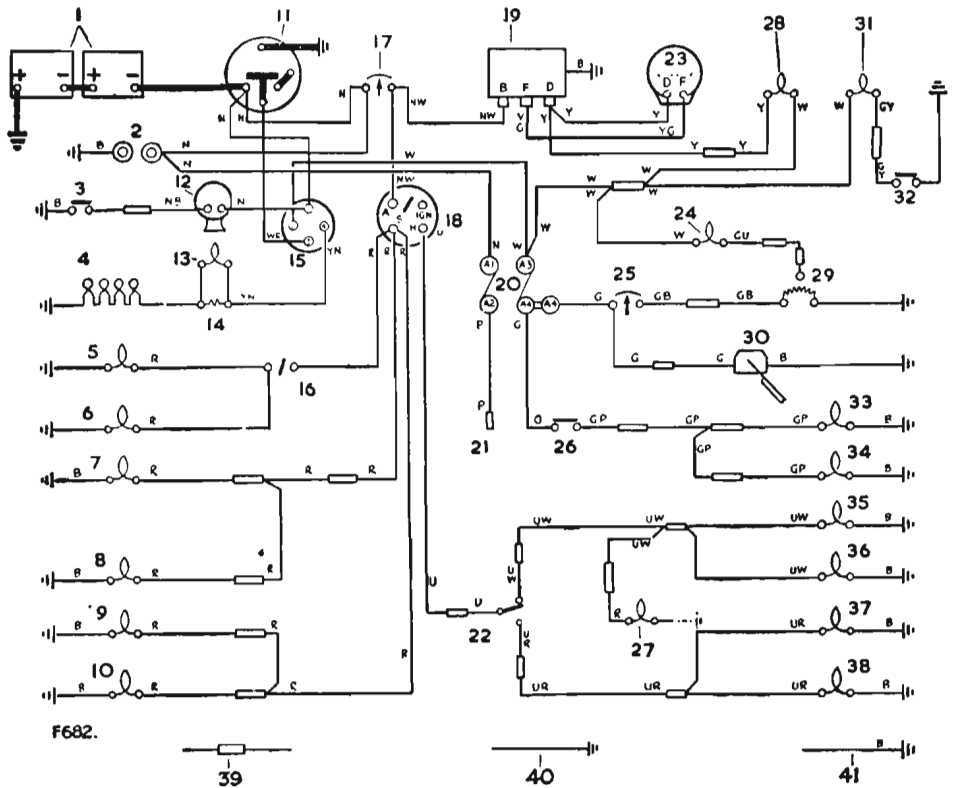 1 11 17 19 23 28 31
+ - + -
B F D
D F
B
N N N NW
NW Y G Y Y Y
YG
Y Y
W W GY
GY
32
2
B N N
W
3
B NB N
12
WE
15
YN
NW
A S IGN H
18
U
R R R
W W W
W
24
W GU
4
13
YN
14
N W
A1 A3
20
A2 A4 A4
P G
G
25
GB GB
29
5
R
16
G G
30
B
6
R
P
21
O
26
GP GP
33
B
GP
34
GP B
7
B R R R
8
B R R
UW UW
35
UW B
UW
36
UW B
UW
9
B R R
U U
22
R
27
37
UR B
UR
10
B R R
R
UR UR
38
UR B
F682.
39 40 41
B